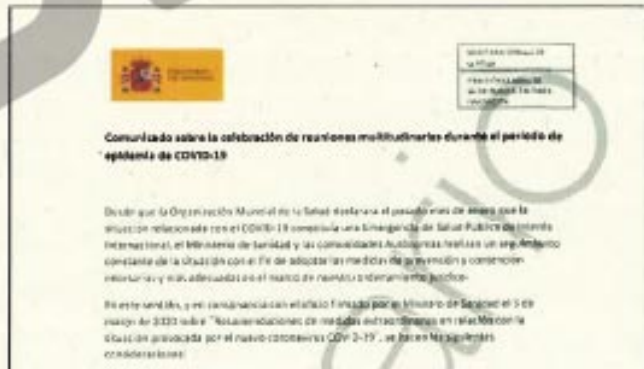 Comunicado sobre la celebración de reuniones multitudinarias durante el periodo de
epidemia de COVID-19
Desde que la Organización Mundial de la Salud declarara el pasado mes de enero que la
situación relacionada con el COVID-19 constituía una Emergencia de Salud Pública de Interés
Internacional, el Ministerio de Sanidad y las comunidades Autónomas realizan un seguimiento
constante de la situación con el fin de adoptar las medidas de prevención y contención
necesarias y más adecuadas en el marco de nuestro ordenamiento jurídico.
En este sentido, y en consonancia con el oficio firmado por el Ministro de Sanidad el 3 de
marzo de 2020 sobre "Recomendaciones de medidas extraordinarias en relación con la
situación provocada por el nuevo coronavirus COV-D-19", se hacen las siguientes
consideraciones: